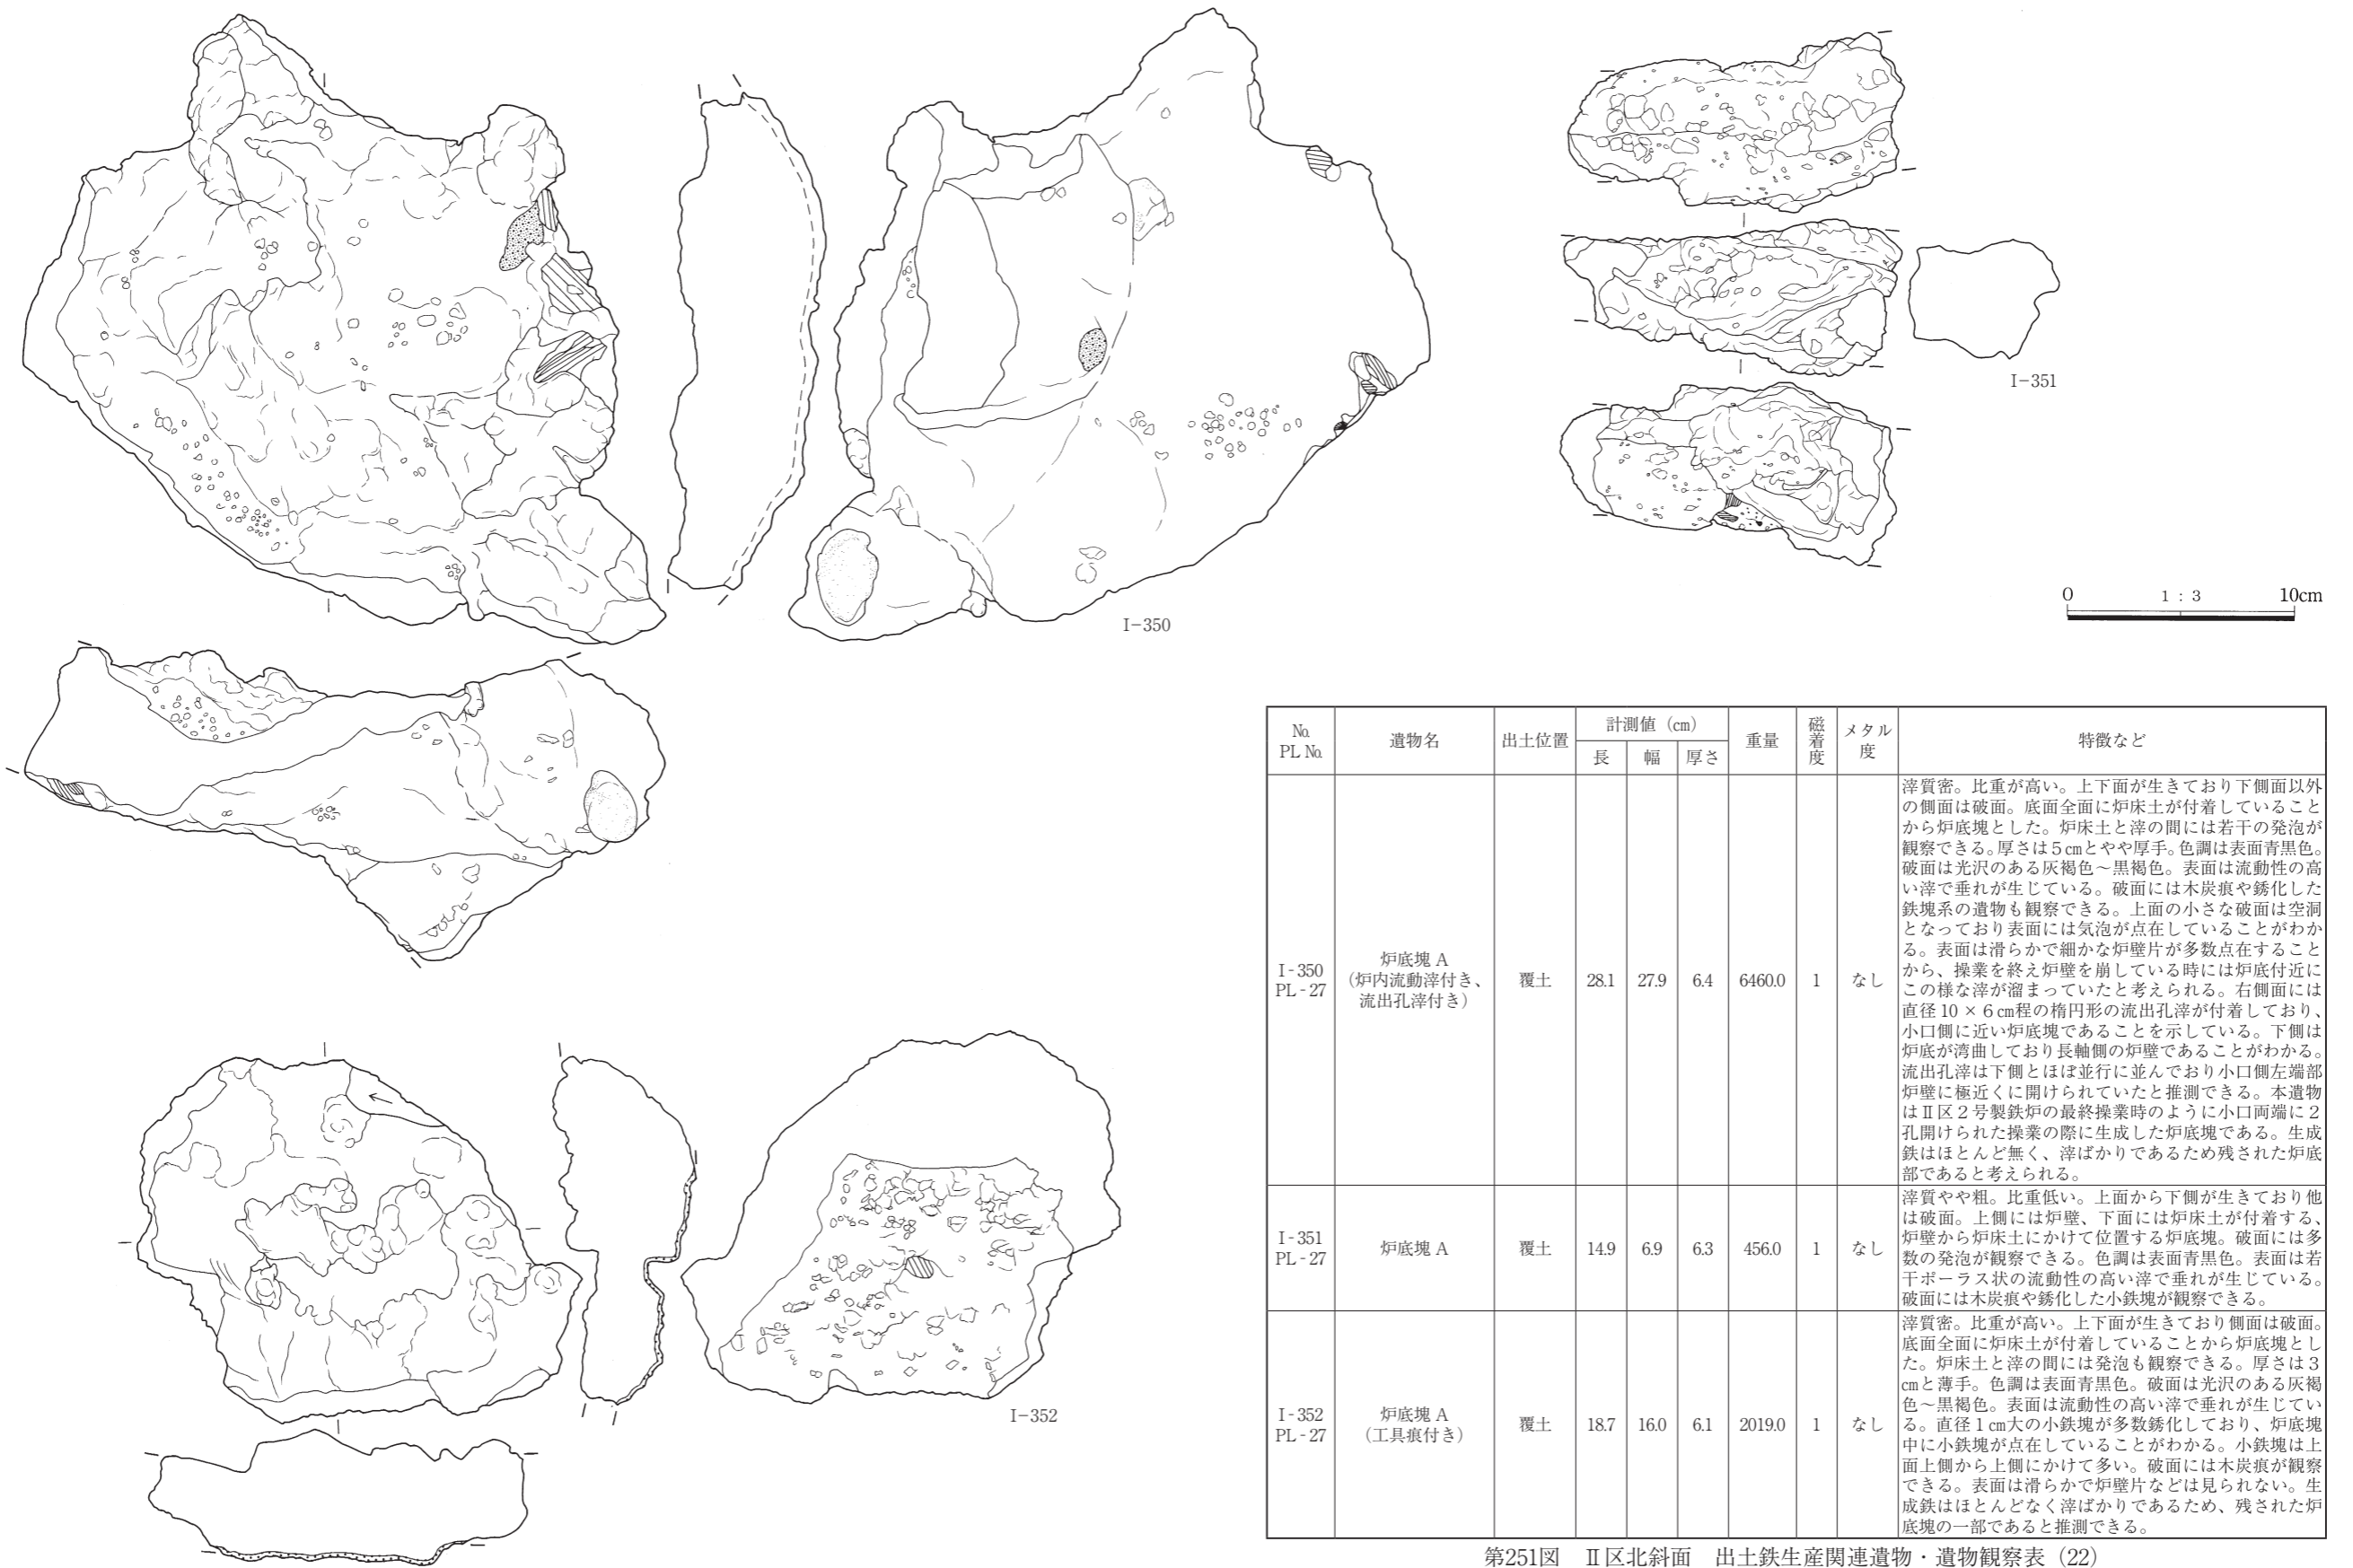 I-350
I-351
0 1：3 10cm
I-352
No.
PL No.
遺物名
出土位置
計測値（cm）
長
幅
厚さ
重量
磁着度
メタル度
特徴など
I-350
PL-27
炉底塊 A
（炉内流動滓付き、
流出孔滓付き）
覆土
28.1
27.9
6.4
6460.0
1
なし
滓質密。比重が高い。上下面が生きており下側面以外
の側面は破面。底面全面に炉床土が付着していること
から炉底塊とした。炉床土と滓の間には若干の発泡が
観察できる。厚さは５cmとやや厚手。色調は表面青黒色。
破面は光沢のある灰褐色～黒褐色。表面は流動性の高
い滓で垂れが生じている。破面には木炭痕や銹化した
鉄塊系の遺物も観察できる。上面の小さな破面は空洞
となっており表面には気泡が点在していることがわか
る。表面は滑らかで細かな炉壁片が多数点在すること
から、操業を終え炉壁を崩している時には炉底付近に
この様な滓が溜まっていたと考えられる。右側面には
直径10×６cm程の楕円形の流出孔滓が付着しており、
小口側に近い炉底塊であることを示している。下側は
炉底が湾曲しており長軸側の炉壁であることがわかる。
流出孔滓は下側とほぼ並行に並んでおり小口側左端部
炉壁に極近くに開けられていたと推測できる。本遺物
はⅡ区２号製鉄炉の最終操業時のように小口両端に２
孔開けられた操業の際に生成した炉底塊である。生成
鉄はほとんど無く、滓ばかりであるため残された炉底
部であると考えられる。
I-351
PL-27
炉底塊 A
覆土
14.9
6.9
6.3
456.0
1
なし
滓質やや粗。比重低い。上面から下側が生きており他
は破面。上側には炉壁、下面には炉床土が付着する、
炉壁から炉床土にかけて位置する炉底塊。破面には多
数の発泡が観察できる。色調は表面青黒色。表面は若
干ポーラス状の流動性の高い滓で垂れが生じている。
破面には木炭痕や銹化した小鉄塊が観察できる。
I-352
PL-27
炉底塊 A
（工具痕付き）
覆土
18.7
16.0
6.1
2019.0
1
なし
滓質密。比重が高い。上下面が生きており側面は破面。
底面全面に炉床土が付着していることから炉底塊とし
た。炉床土と滓の間には発泡も観察できる。厚さは３
cmと薄手。色調は表面青黒色。破面は光沢のある灰褐
色～黒褐色。表面は流動性の高い滓で垂れが生じてい
る。直径１cm大の小鉄塊が多数銹化しており、炉底塊
中に小鉄塊が点在していることがわかる。小鉄塊は上
面上側から上側にかけて多い。破面には木炭痕が観察
できる。表面は滑らかで炉壁片などは見られない。生
成鉄はほとんどなく滓ばかりであるため、残された炉
底塊の一部であると推測できる。
第251図　Ⅱ区北斜面　出土鉄生産関連遺物・遺物観察表（22）